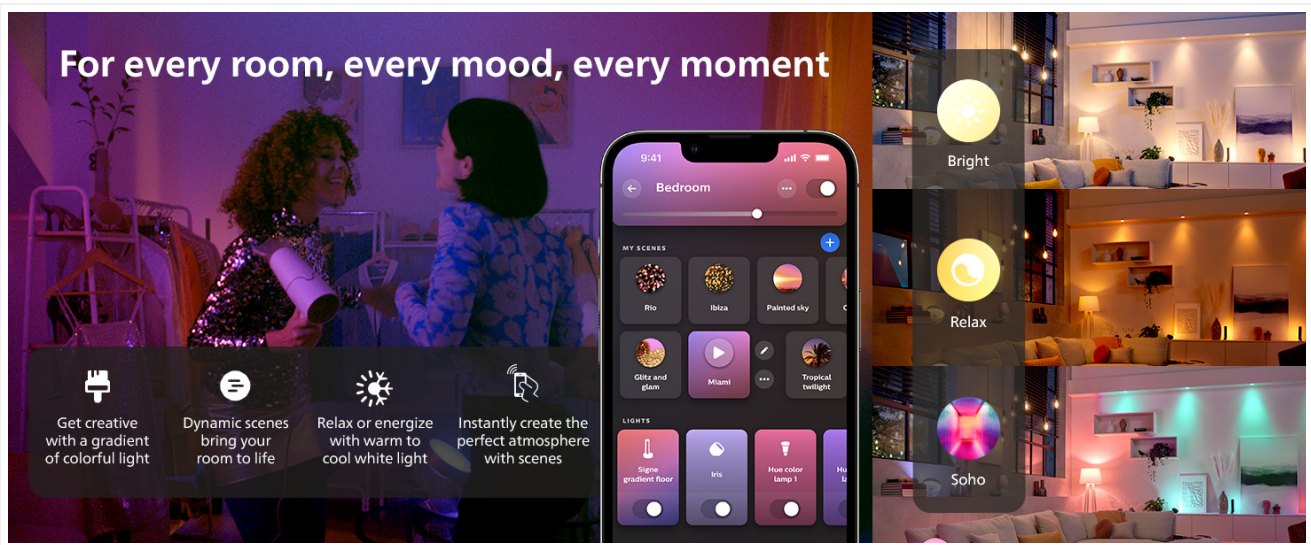 For every room, every mood, every moment
Get creative
with a gradient
of colorful light
Dynamic scenes
bring your
room to life
Relax or energize
with warm to
cool white light
Instantly create the
perfect atmosphere
with scenes
9:41
Bedroom
MY SCENES
Rio
Ibiza
Painted sky
Glitz and
glam
Miami
Tropical
twilight
LIGHTS
Signe
gradient floor
Iris
Hue color
lamp 1
Hu
Bright
Relax
Soho